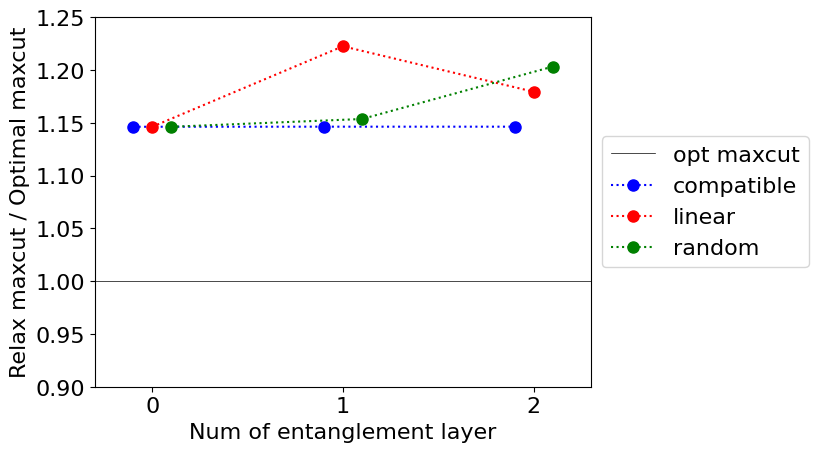 Relax maxcut / Optimal maxcut
1.25
1.20
1.15
1.10
1.05
1.00
0.95
0.90
0
1
2
Num of entanglement layer
opt maxcut
compatible
linear
random